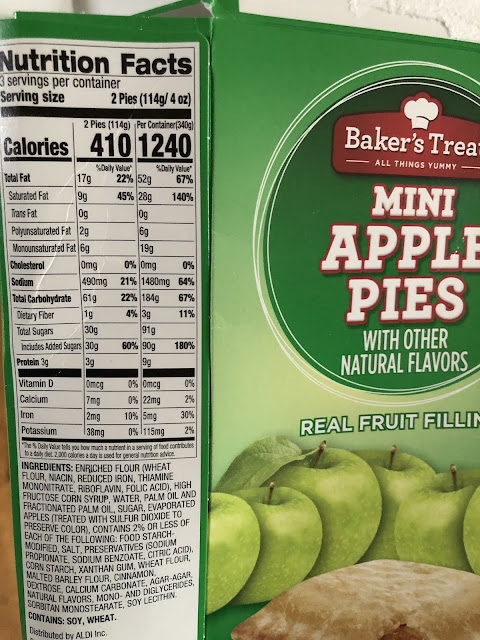 Nutrition Facts
3 servings per container
Serving size 2 Pies (114g/ 4 oz)
2 Pies (114g) Per Container(340g)
Calories 410 1240
%Daily Value* %Daily Value*
Total Fat 17g 22% 52g 67%
Saturated Fat 9g 45% 28g 140%
Trans Fat 0g 0g
Polyunsaturated Fat 2g 6g
Monounsaturated Fat 6g 19g
Cholesterol 0mg 0% 0mg 0%
Sodium 490mg 21% 1480mg 64%
Total Carbohydrate 61g 22% 184g 67%
Dietary Fiber 1g 4% 3g 11%
Total Sugars 30g 91g
Includes Added Sugars 30g 60% 90g 180%
Protein 3g 3g 9g
Vitamin D 0mcg 0% 0mcg 0%
Calcium 7mg 0% 22mg 2%
Iron 2mg 10% 5mg 30%
Potassium 38mg 0% 115mg 2%
*The % Daily Value tells you how much a nutrient in a serving of food contributes
to a daily diet. 2,000 calories a day is used for general nutrition advice.
INGREDIENTS: ENRICHED FLOUR (WHEAT
FLOUR, NIACIN, REDUCED IRON, THIAMINE
MONONITRATE, RIBOFLAVIN, FOLIC ACID), HIGH
FRUCTOSE CORN SYRUP, WATER, PALM OIL AND
FRACTIONATED PALM OIL, SUGAR, EVAPORATED
APPLES (TREATED WITH SULFUR DIOXIDE TO
PRESERVE COLOR), CONTAINS 2% OR LESS OF
EACH OF THE FOLLOWING: FOOD STARCH-
MODIFIED, SALT, PRESERVATIVES (SODIUM
PROPIONATE, SODIUM BENZOATE, CITRIC ACID),
CORN STARCH, XANTHAN GUM, WHEAT FLOUR,
MALTED BARLEY FLOUR, CINNAMON,
DEXTROSE, CALCIUM CARBONATE, AGAR-AGAR,
NATURAL FLAVORS, MONO- AND DIGLYCERIDES,
SORBITAN MONOSTEARATE, SOY LECITHIN.
CONTAINS: SOY, WHEAT.
Distributed by ALDI Inc.
Baker's Trea
ALL THINGS YUMMY
MINI
APPLE
PIES
WITH OTHER
NATURAL FLAVORS
REAL FRUIT FILLIN